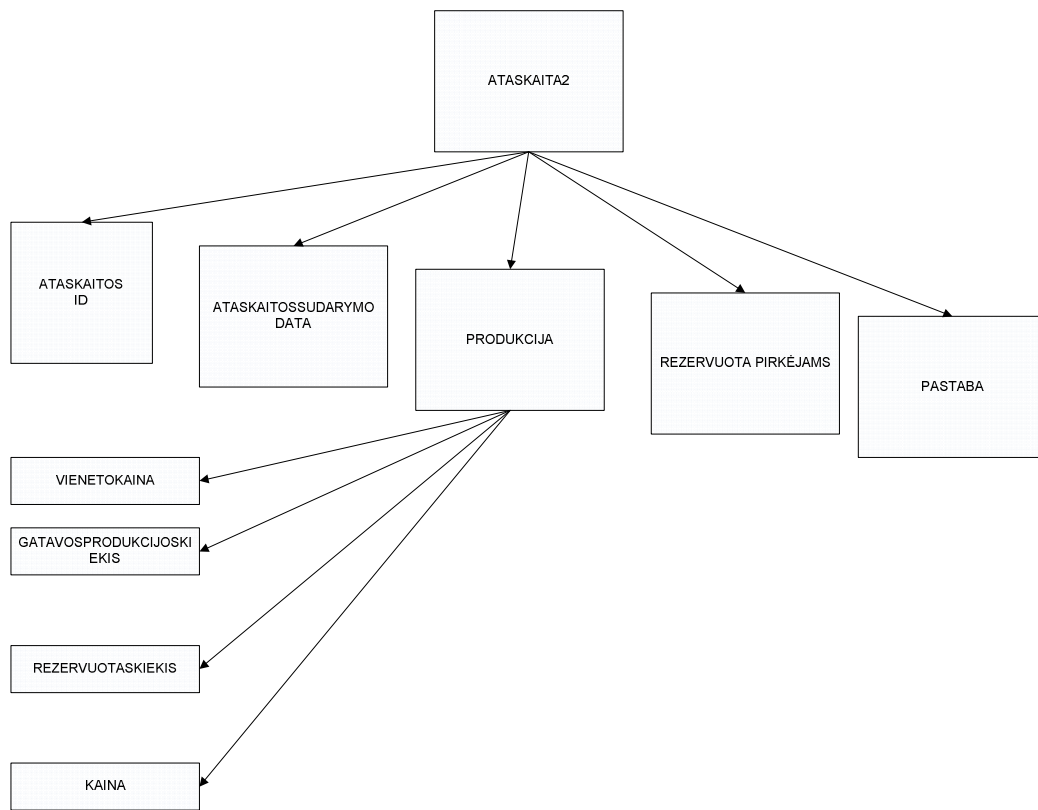 ATASKAITA2
ATASKAITOS
ID
ATASKAITOSSUDARYMO
DATA
PRODUKCIJA
REZERVUOTA PIRKĖJAMS
PASTABA
VIENETOKAINA
GATAVOSPRODUKCIJOSKI
EKIS
REZERVUOTASKIEKIS
KAINA